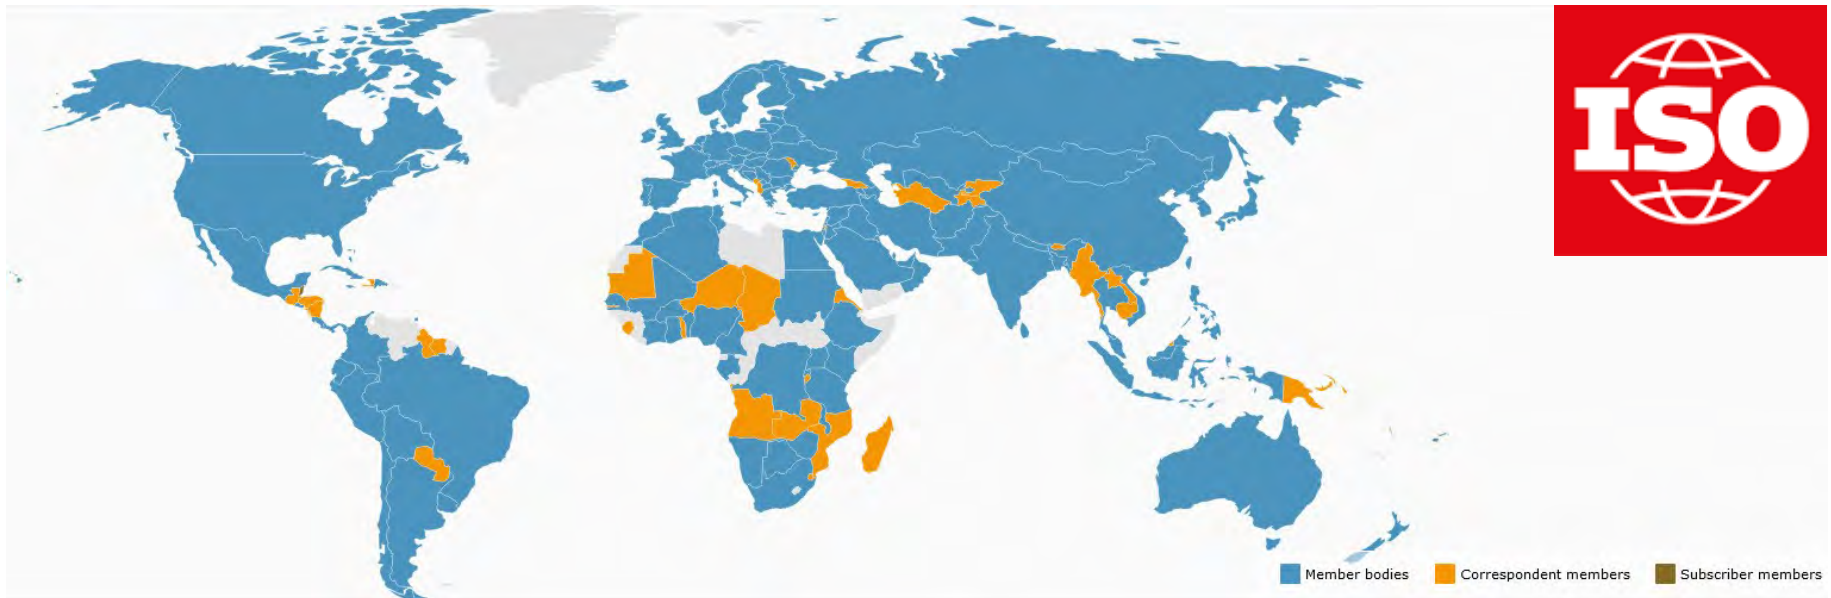 ISO
Member bodies
Correspondent members
Subscriber members